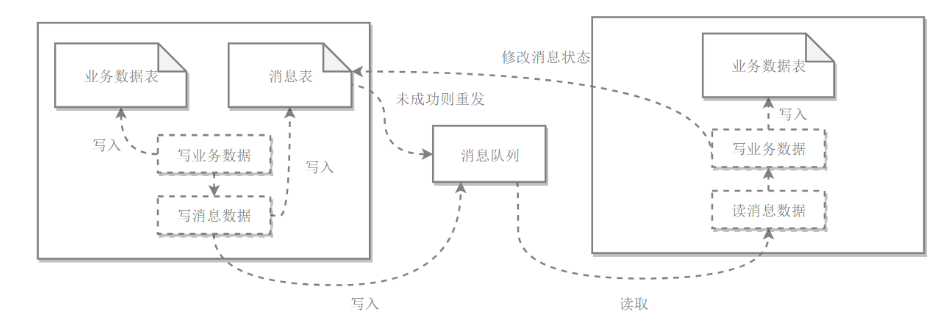 业务数据表
消息表
写入
写业务数据
写入
写消息数据
写入
修改消息状态
未成功则重发
消息队列
读取
业务数据表
写入
写业务数据
读消息数据